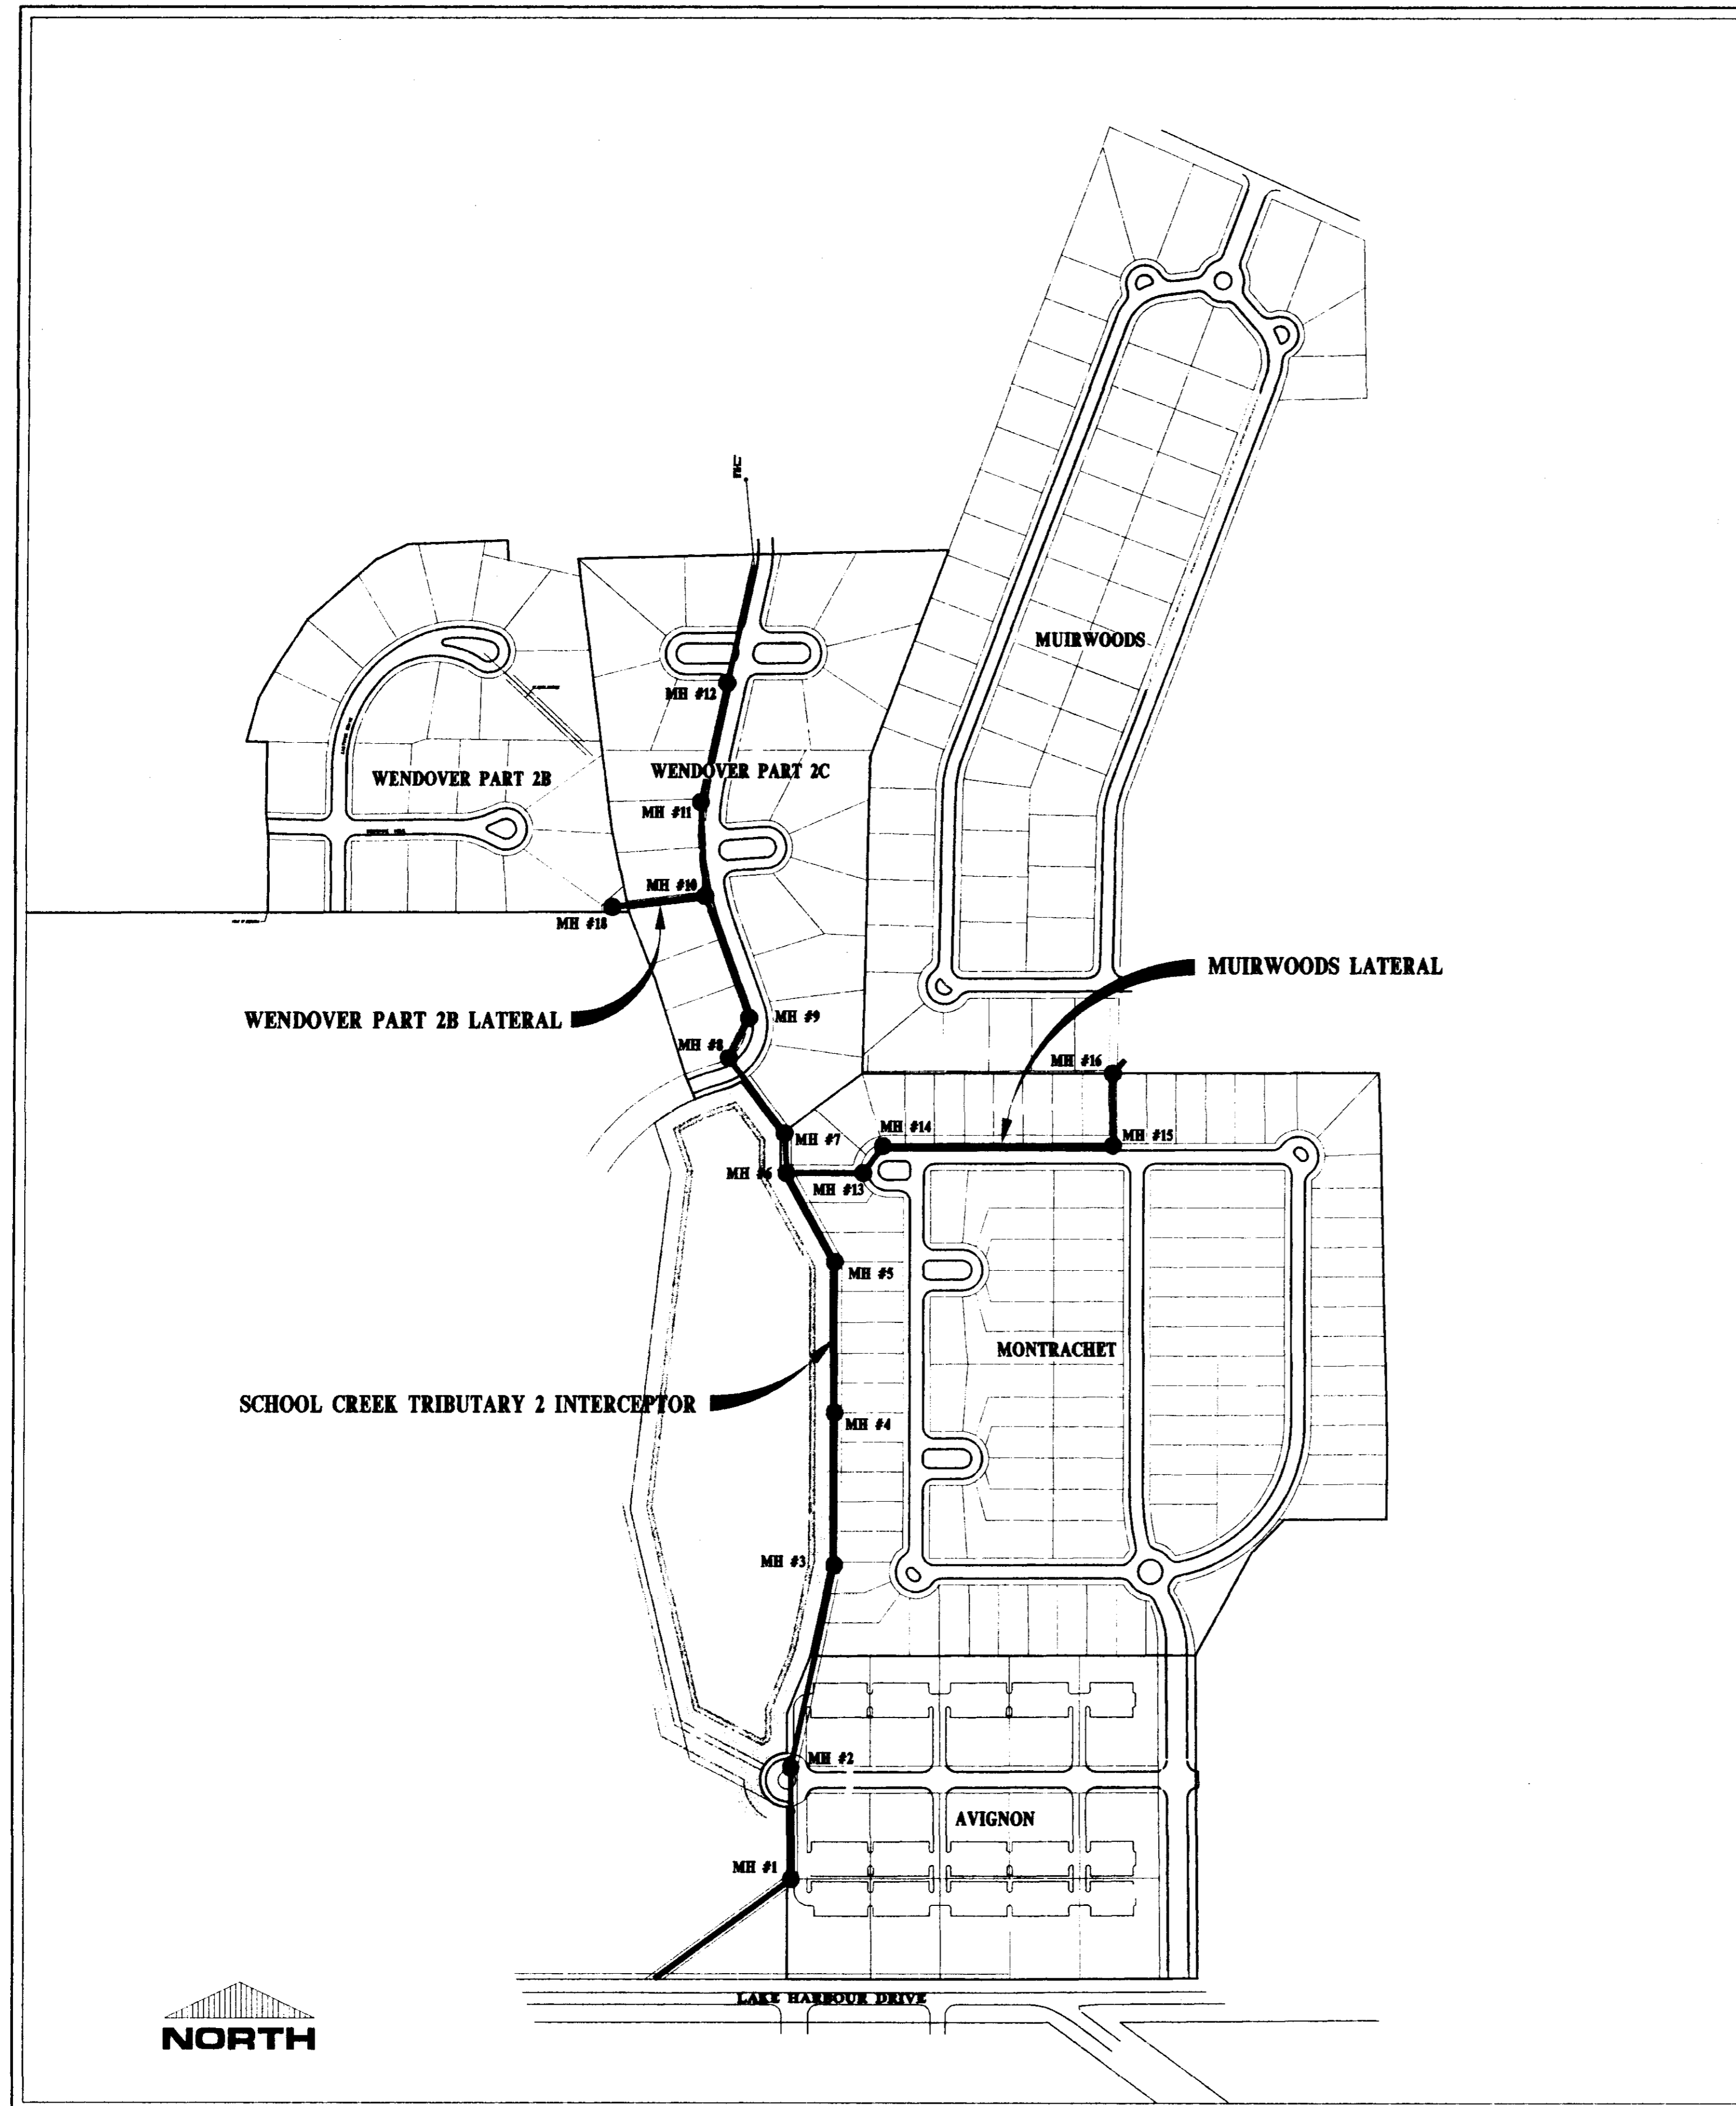 MUIRWOODS
MH #12
WENDOVER PART 2B
WENDOVER PART 2C
MH #11
MH #10
MH #18
MUIRWOODS LATERAL
WENDOVER PART 2B LATERAL
MH #9
MH #8
MH #16
MH #14
MH #7
MH #15
MH #6
MH #13
MH #5
MONTRACHET
SCHOOL CREEK TRIBUTARY 2 INTERCEPTOR
MH #4
MH #3
MH #2
AVIGNON
MH #1
LAKE HARBOUR DRIVE
NORTH